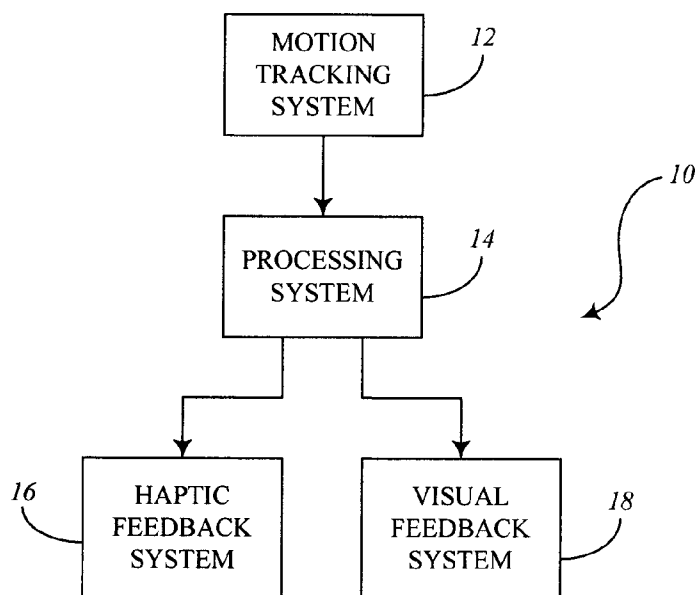 MOTION
TRACKING
SYSTEM
12
10
PROCESSING
SYSTEM
14
HAPTIC
FEEDBACK
SYSTEM
16
VISUAL
FEEDBACK
SYSTEM
18